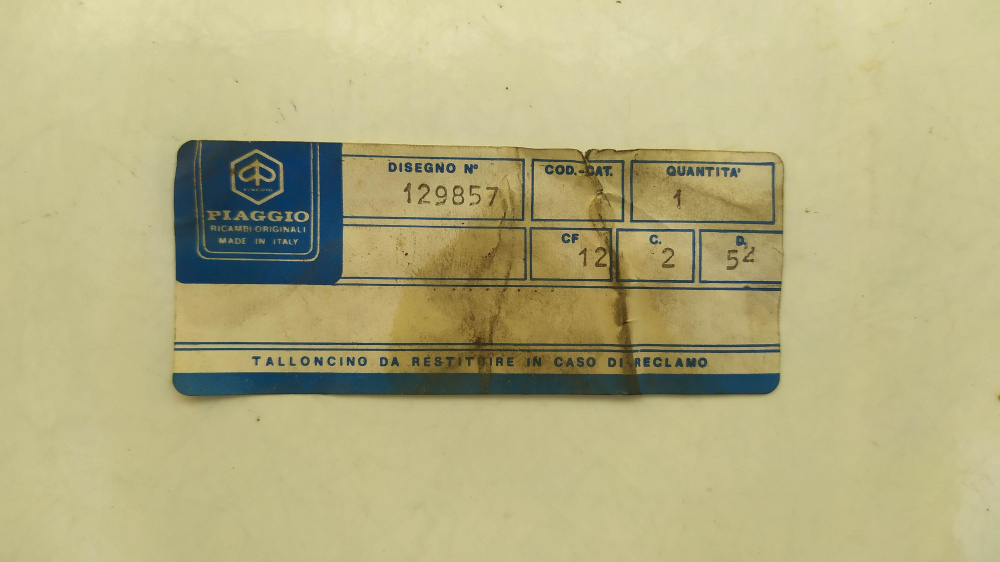 DISEGNO N° COD.-CAT. QUANTITA'
129857 1
PIAGGIO
RICAMBI ORIGINALI
MADE IN ITALY
CF C. D.
12 2 52
TALLONCINO DA RESTITUIRE IN CASO DI RECLAMO